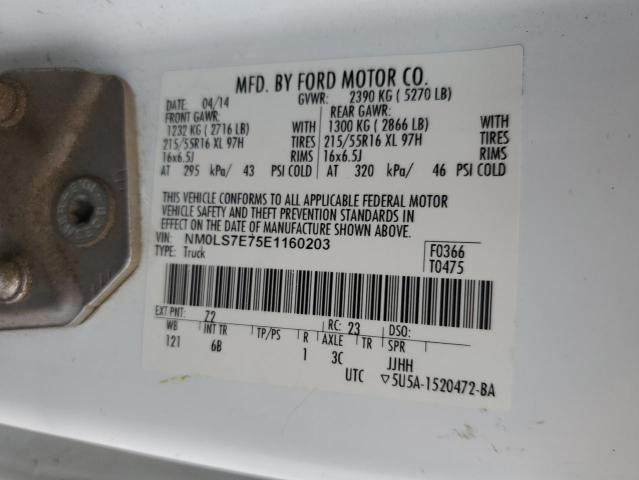 MFD. BY FORD MOTOR CO.
DATE: 04/14 GVWR: 2390 KG ( 5270 LB)
FRONT GAWR: REAR GAWR:
1232 KG ( 2716 LB) WITH 1300 KG ( 2866 LB) WITH
215/55R16 XL 97H TIRES 215/55R16 XL 97H TIRES
16x6.5J RIMS 16x6.5J RIMS
AT 295 kPa/ 43 PSI COLD AT 320 kPa/ 46 PSI COLD
THIS VEHICLE CONFORMS TO ALL APPLICABLE FEDERAL MOTOR
VEHICLE SAFETY AND THEFT PREVENTION STANDARDS IN
EFFECT ON THE DATE OF MANUFACTURE SHOWN ABOVE.
VIN: NM0LS7E75E1160203 F0366
TYPE: Truck T0475
EXT PNT: Z2 RC: 23 DSO:
WB INT TR TP/PS R AXLE TR SPR
121 6B 1 3C JJHH
UTC ▽5U5A-1520472-BA